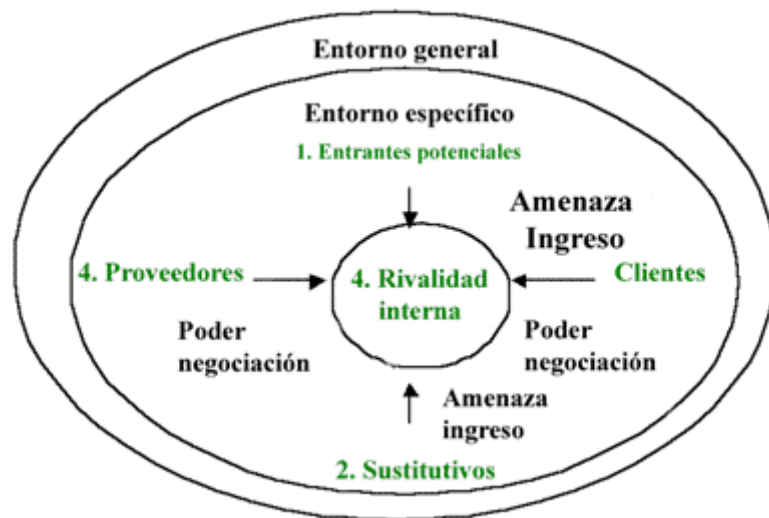 Entorno general
Entorno específico
1. Entrantes potenciales
Amenaza
Ingreso
4. Proveedores
4. Rivalidad
interna
Clientes
Poder
negociación
Poder
negociación
Amenaza
ingreso
2. Sustitutivos